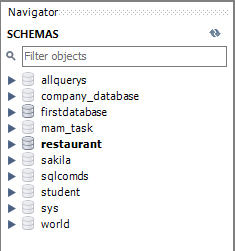 Navigator
SCHEMAS
Filter objects
allquerys
company_database
firstdatabase
mam_task
restaurant
sakila
sqlcomds
student
sys
world